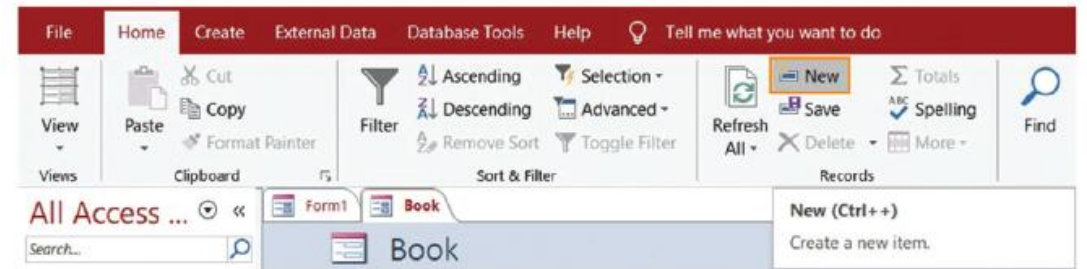 File Home Create External Data Database Tools Help Tell me what you want to do
View
Paste
Cut
Copy
Format Painter
Filter
Ascending
Descending
Remove Sort
Selection
Advanced
Toggle Filter
Refresh All
New
Save
Delete
Totals
ABC Spelling
More
Find
Views Clipboard Sort & Filter Records
All Access ... «
Search...
Form1 Book
Book
New (Ctrl++)
Create a new item.